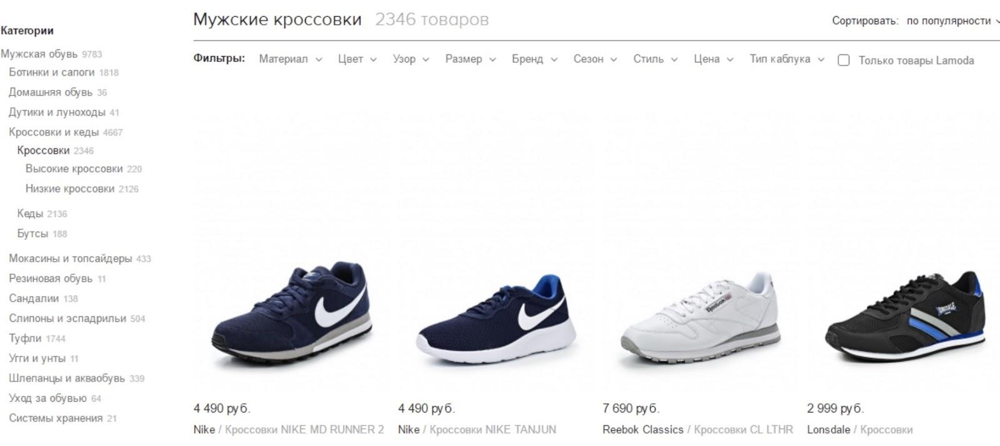 Категории
Мужская обувь 9783
Ботинки и сапоги 1818
Домашняя обувь 36
Дутики и луноходы 41
Кроссовки и кеды 4667
Кроссовки 2346
Высокие кроссовки 220
Низкие кроссовки 2126
Кеды 2136
Бутсы 188
Мокасины и топсайдеры 433
Резиновая обувь 11
Сандалии 138
Слипоны и эспадрильи 504
Туфли 1744
Угги и унты 11
Шлепанцы и акваобувь 339
Уход за обувью 64
Системы хранения 21
Мужские кроссовки 2346 товаров
Сортировать: по популярности
Фильтры: Материал Цвет Узор Размер Бренд Сезон Стиль Цена Тип каблука Только товары Lamoda
Reebok
LONSDALE
4 490 руб. 4 490 руб. 7 690 руб. 2 999 руб.
Nike / Кроссовки NIKE MD RUNNER 2 Nike / Кроссовки NIKE TANJUN Reebok Classics / Кроссовки CL LTHR Lonsdale / Кроссовки